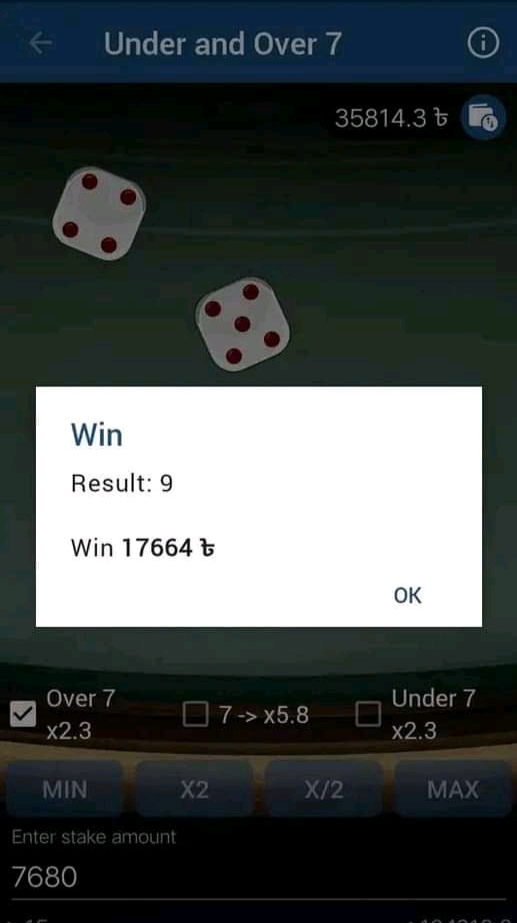 Under and Over 7
35814.3 ৳
Win
Result: 9
Win 17664 ৳
OK
Over 7
x2.3
7 -> x5.8
Under 7
x2.3
MIN
X2
X/2
MAX
Enter stake amount
7680